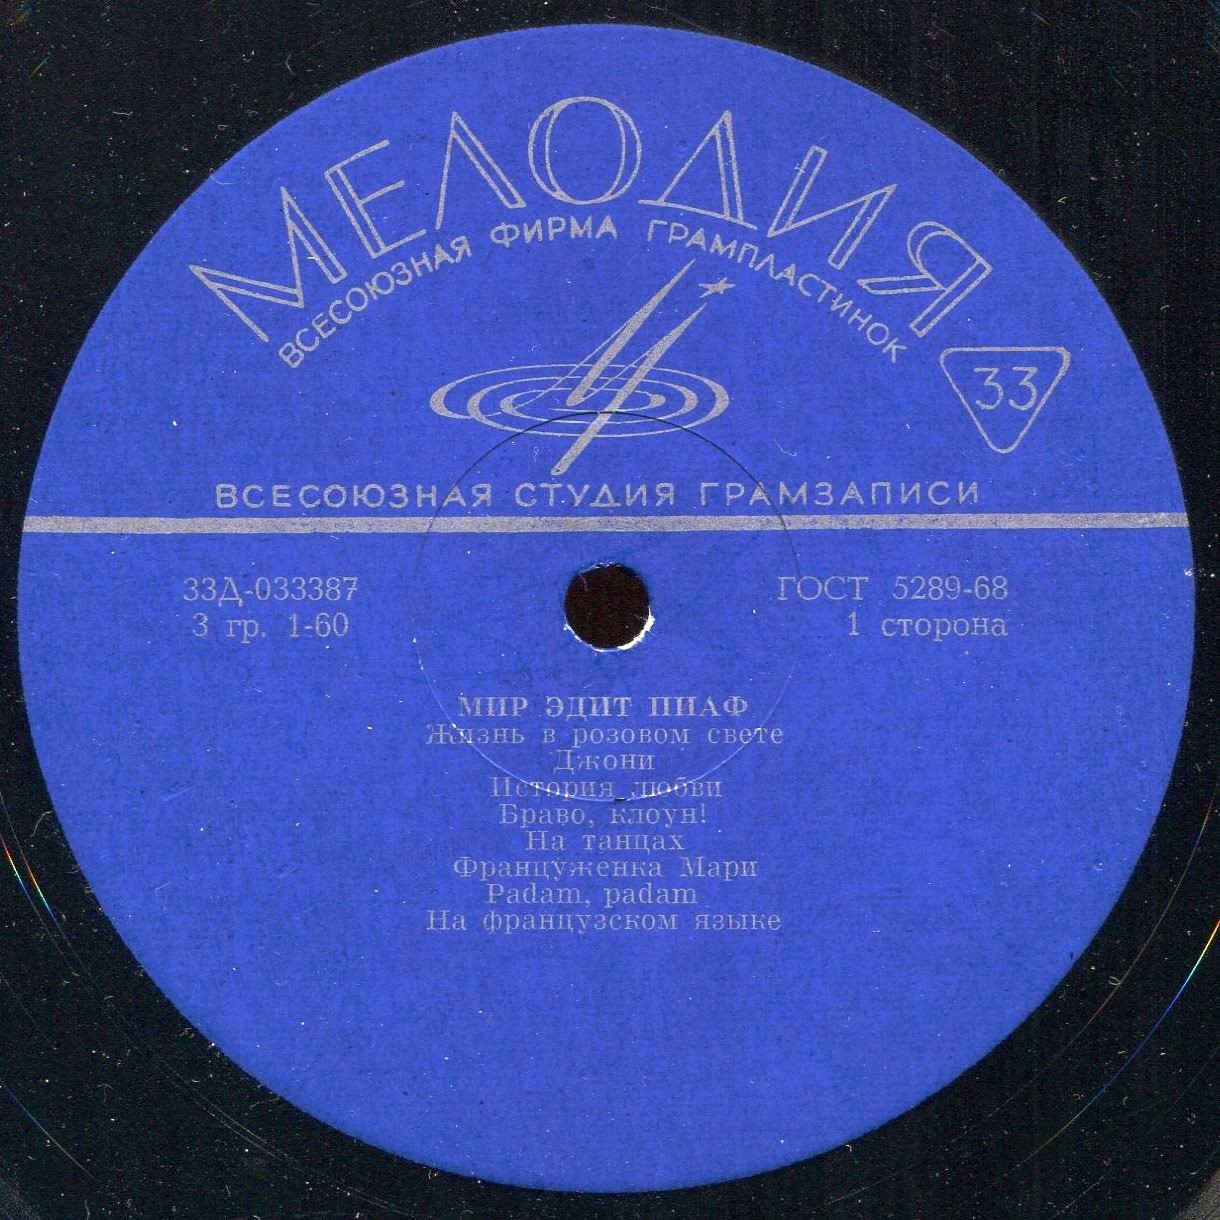 МЕЛОДИЯ
ВСЕСОЮЗНАЯ ФИРМА ГРАМПЛАСТИНОК
33
ВСЕСОЮЗНАЯ СТУДИЯ ГРАМЗАПИСИ
33Д-033387
3 гр. 1-60
ГОСТ 5289-68
1 сторона
МИР ЭДИТ ПИАФ
Жизнь в розовом свете
Джони
История любви
Браво, клоун!
На танцах
Француженка Мари
Padam, padam
На французском языке